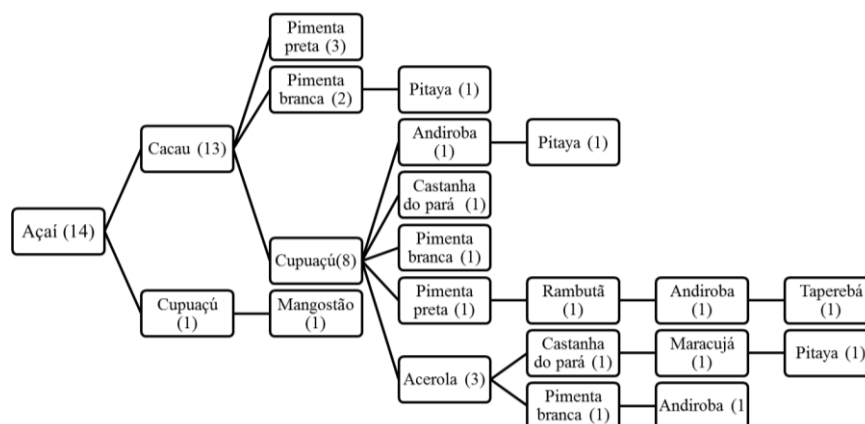 Pimenta
preta (3)
Pimenta
branca (2)
Pitaya (1)
Cacau (13)
Andiroba
(1)
Pitaya (1)
Castanha
do pará (1)
Açaí (14)
Cupuaçú(8)
Pimenta
branca (1)
Cupuaçú
(1)
Mangostão
(1)
Pimenta
preta (1)
Rambutã
(1)
Andiroba
(1)
Taperebá
(1)
Acerola (3)
Castanha
do pará (1)
Maracujá
(1)
Pitaya (1)
Pimenta
branca (1)
Andiroba (1